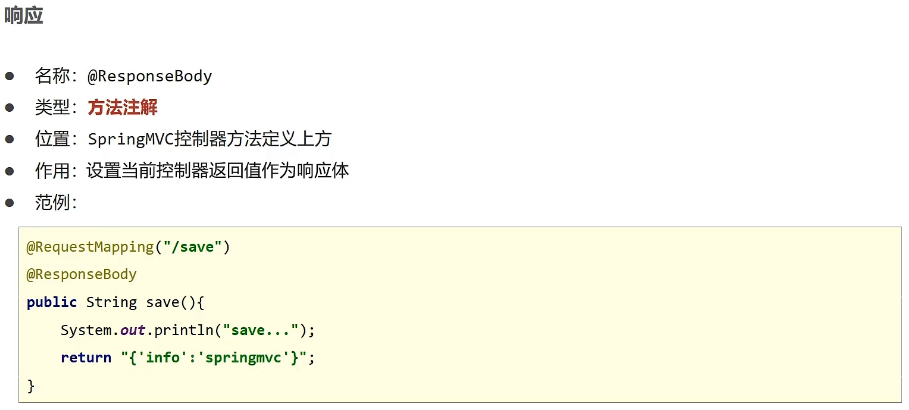 响应
● 名称：@ResponseBody
● 类型：方法注解
● 位置：SpringMVC控制器方法定义上方
● 作用：设置当前控制器返回值作为响应体
● 范例：
@RequestMapping("/save")
@ResponseBody
public String save(){
    System.out.println("save...");
    return "{'info':'springmvc'}";
}